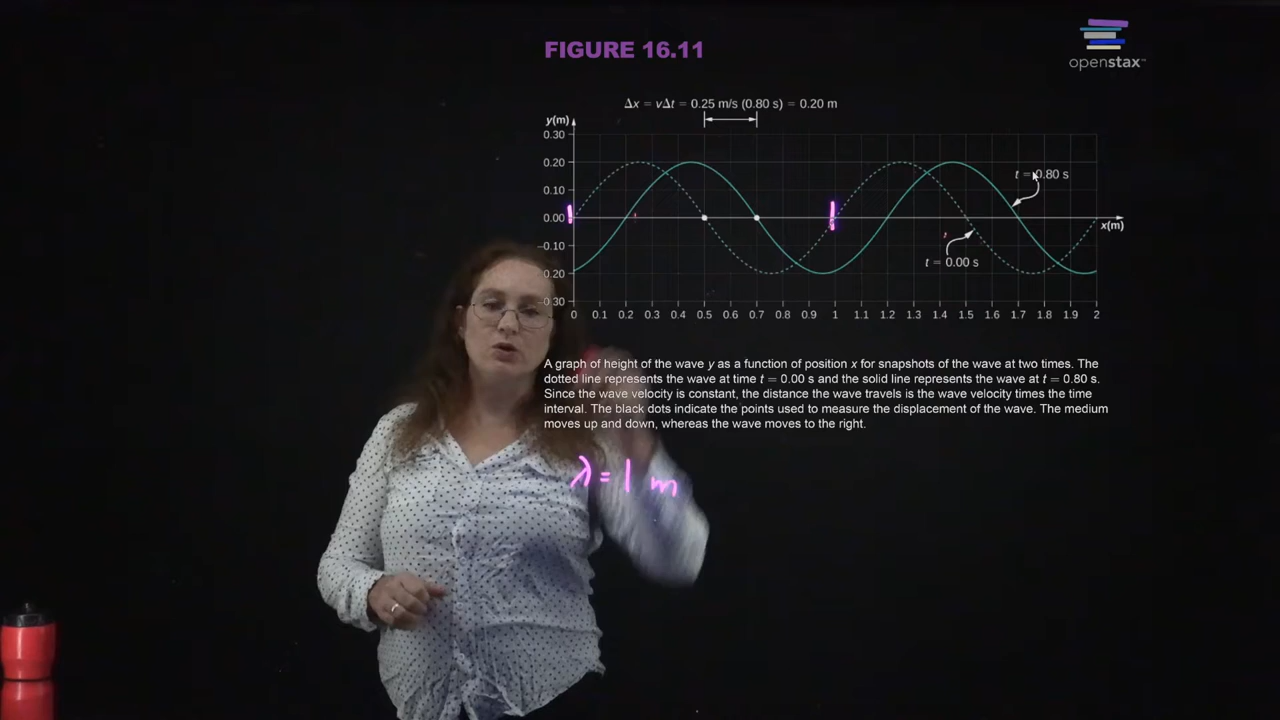 FIGURE 16.11
openstax™
Δx = vΔt = 0.25 m/s (0.80 s) = 0.20 m
y(m)
0.30
0.20
0.10
0.00
–0.10
0.20
0.30
t = 0.80 s
x(m)
t = 0.00 s
0 0.1 0.2 0.3 0.4 0.5 0.6 0.7 0.8 0.9 1 1.1 1.2 1.3 1.4 1.5 1.6 1.7 1.8 1.9 2
A graph of height of the wave y as a function of position x for snapshots of the wave at two times. The
dotted line represents the wave at time t = 0.00 s and the solid line represents the wave at t = 0.80 s.
Since the wave velocity is constant, the distance the wave travels is the wave velocity times the time
interval. The black dots indicate the points used to measure the displacement of the wave. The medium
moves up and down, whereas the wave moves to the right.
λ = 1 m